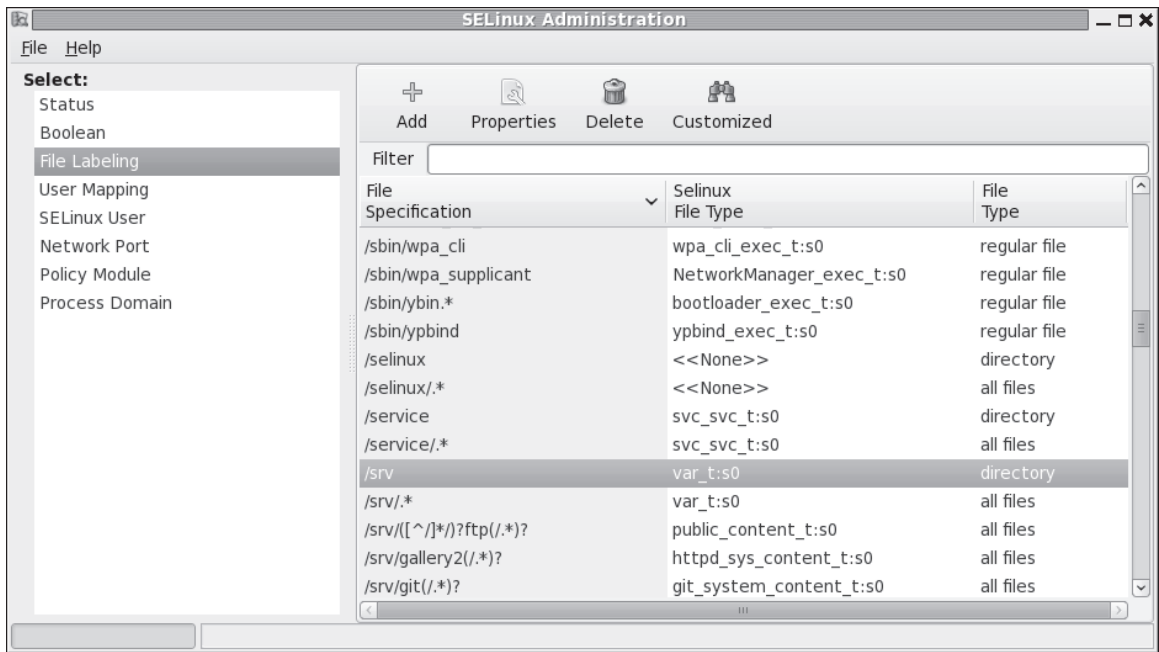 SELinux Administration
File Help
Select:
Status
Boolean
File Labeling
User Mapping
SELinux User
Network Port
Policy Module
Process Domain
Add Properties Delete Customized
Filter
File Specification Selinux File Type File Type
/sbin/wpa_cli wpa_cli_exec_t:s0 regular file
/sbin/wpa_supplicant NetworkManager_exec_t:s0 regular file
/sbin/ybin.* bootloader_exec_t:s0 regular file
/sbin/ypbind ypbind_exec_t:s0 regular file
/selinux <<None>> directory
/selinux/.* <<None>> all files
/service svc_svc_t:s0 directory
/service/.* svc_svc_t:s0 all files
/srv var_t:s0 directory
/srv/.* var_t:s0 all files
/srv/([^/]*/)?ftp(/.*)? public_content_t:s0 all files
/srv/gallery2(/.*)? httpd_sys_content_t:s0 all files
/srv/git(/.*)? git_system_content_t:s0 all files